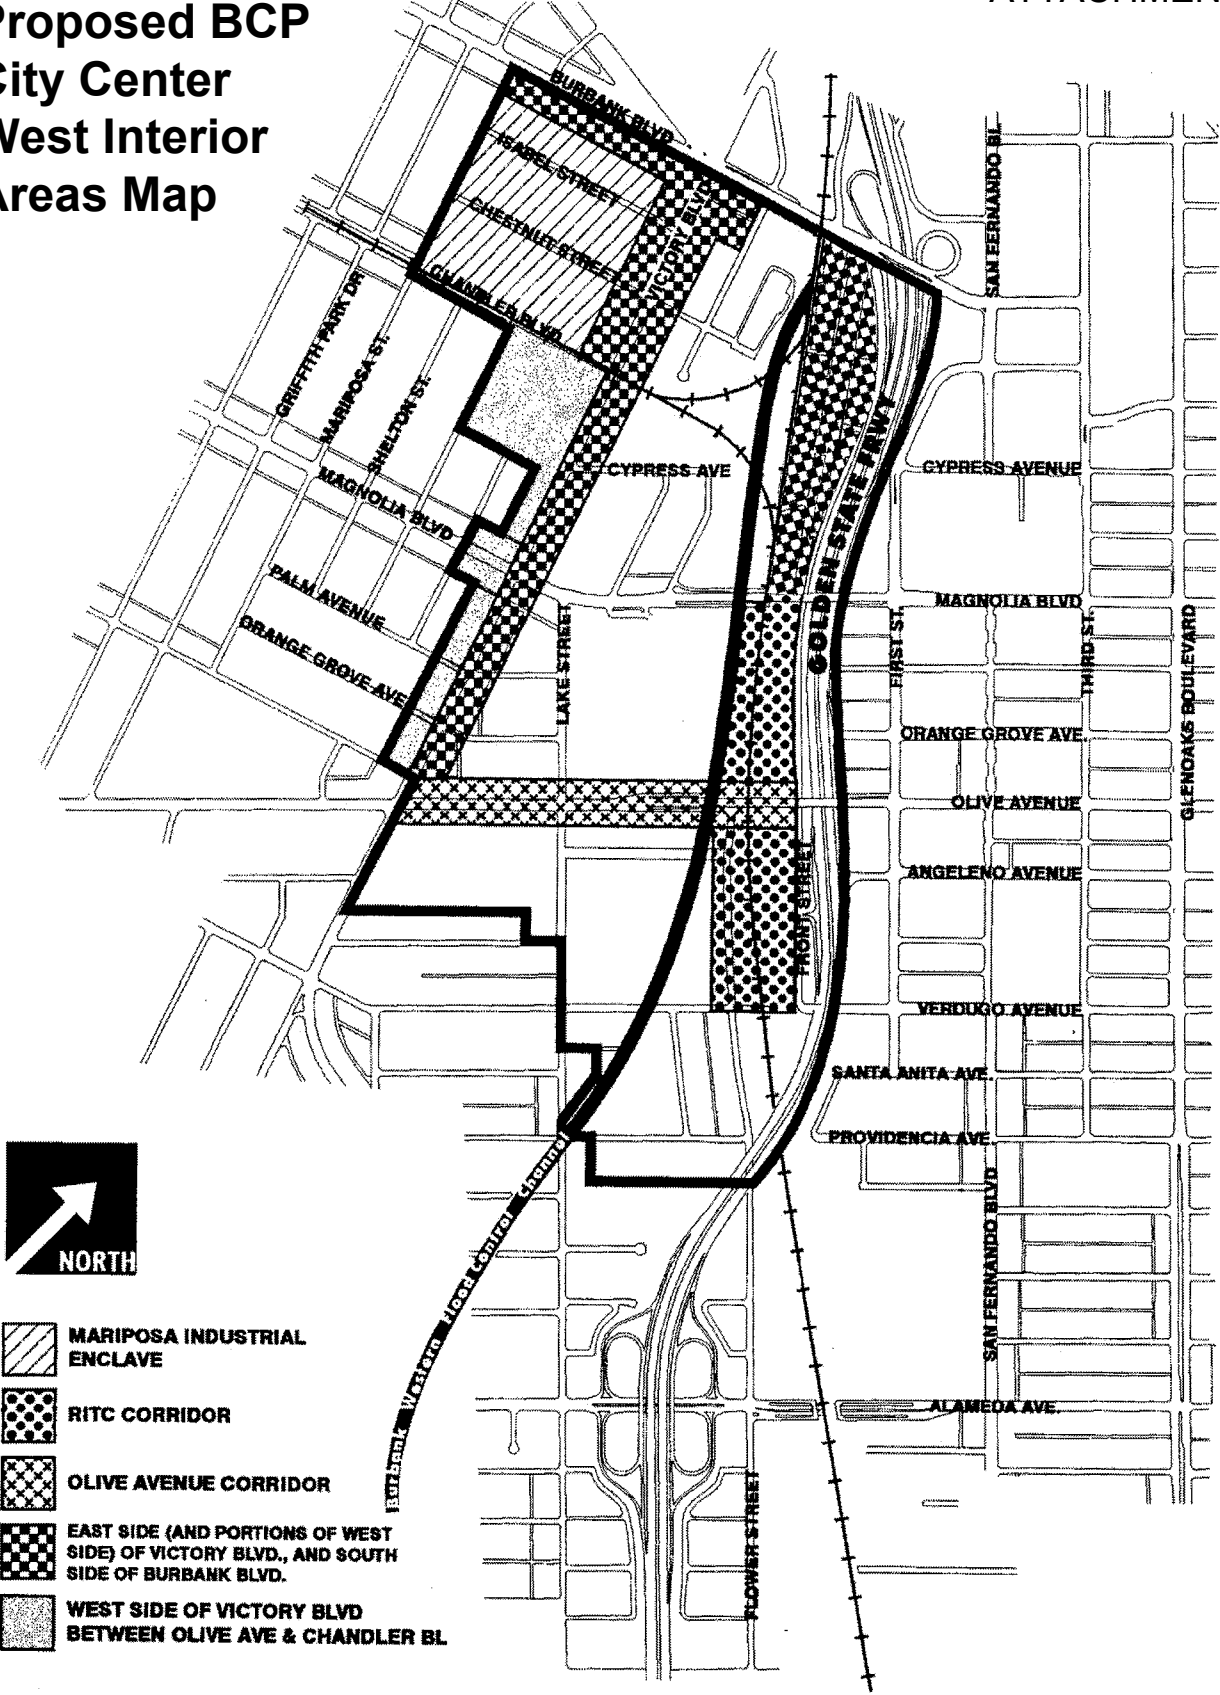 Proposed BCP
City Center
West Interior
Areas Map
ATTACHMEN
BURBANK BLVD
ISABEL STREET
CHESTNUT STREET
CHANDLER BLVD
VICTORY BLVD
SAN FERNANDO BL
GRIFFITH PARK DR
MARIPOSA ST.
SHELTON ST.
MAGNOLIA BLVD
PALM AVENUE
ORANGE GROVE AVE
CYPRESS AVE
GOLDEN STATE FRWY
CYPRESS AVENUE
MAGNOLIA BLVD
LAKE STREET
FIRST ST.
THIRD ST.
GLENOAKS BOULEVARD
ORANGE GROVE AVE.
OLIVE AVENUE
ANGELENO AVENUE
FRONT STREET
VERDUGO AVENUE
SANTA ANITA AVE.
PROVIDENCIA AVE.
Burbank Western Flood Control Channel
SAN FERNANDO BLVD
ALAMEDA AVE.
FLOWER STREET
NORTH
MARIPOSA INDUSTRIAL
ENCLAVE
RITC CORRIDOR
OLIVE AVENUE CORRIDOR
EAST SIDE (AND PORTIONS OF WEST
SIDE) OF VICTORY BLVD., AND SOUTH
SIDE OF BURBANK BLVD.
WEST SIDE OF VICTORY BLVD
BETWEEN OLIVE AVE & CHANDLER BL